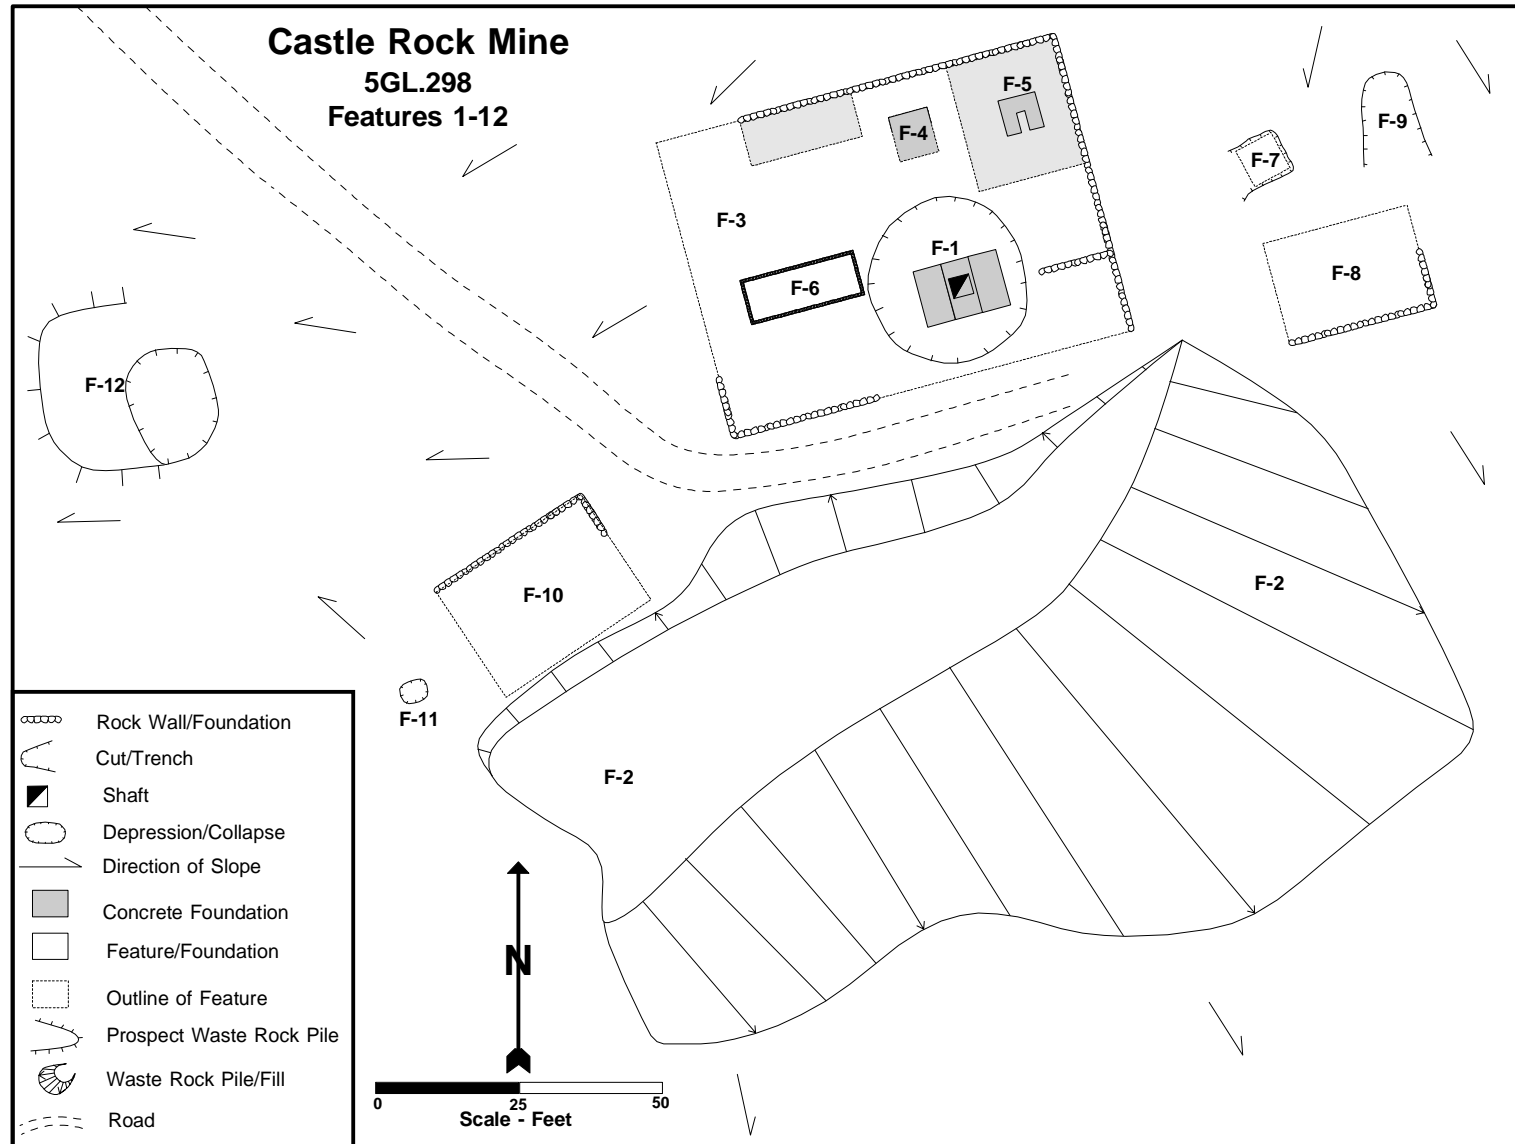 Castle Rock Mine
5GL.298
Features 1-12
F-5
F-4
F-9
F-7
F-3
F-1
F-8
F-6
F-12
F-10
F-2
F-11
F-2
Rock Wall/Foundation
Cut/Trench
Shaft
Depression/Collapse
Direction of Slope
Concrete Foundation
Feature/Foundation
Outline of Feature
Prospect Waste Rock Pile
Waste Rock Pile/Fill
Road
N
0 25 50
Scale - Feet